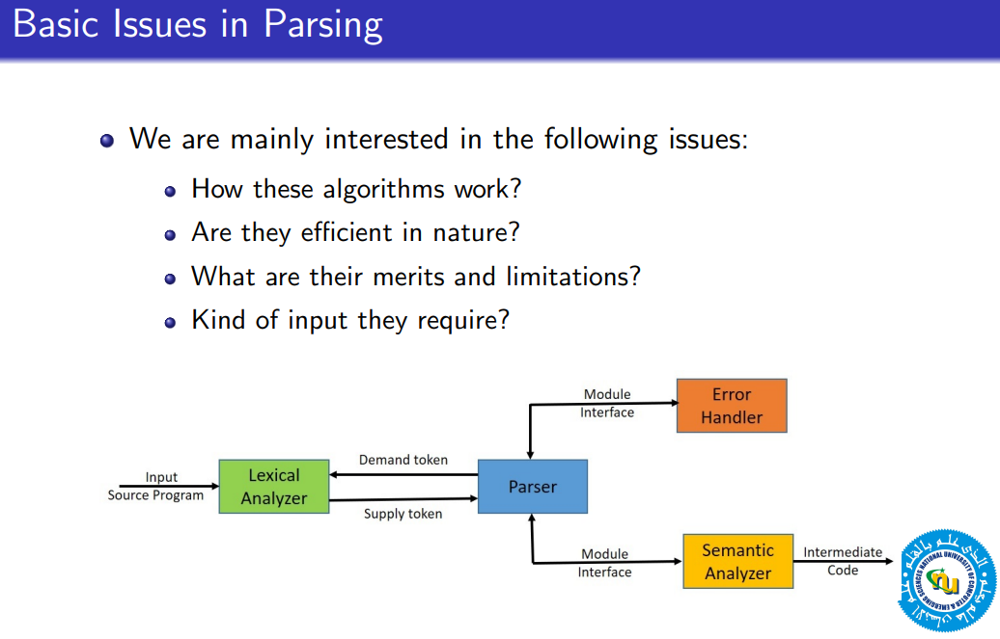 Basic Issues in Parsing
We are mainly interested in the following issues:
How these algorithms work?
Are they efficient in nature?
What are their merits and limitations?
Kind of input they require?
Module
Interface
Error
Handler
Input
Source Program
Lexical
Analyzer
Demand token
Supply token
Parser
Module
Interface
Semantic
Analyzer
Intermediate
Code
NATIONAL UNIVERSITY OF COMPUTER & EMERGING SCIENCES